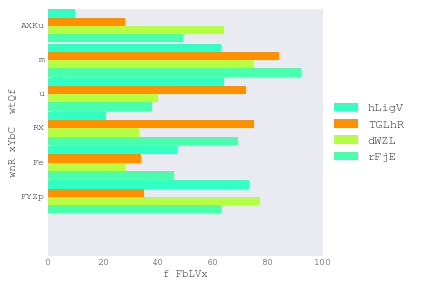 AXKu
m
u
RX
Fe
FYZp
wnR xYbC wtQf
0 20 40 60 80 100
f FbLVx
hLigV
TGLhR
dWZL
rFjE